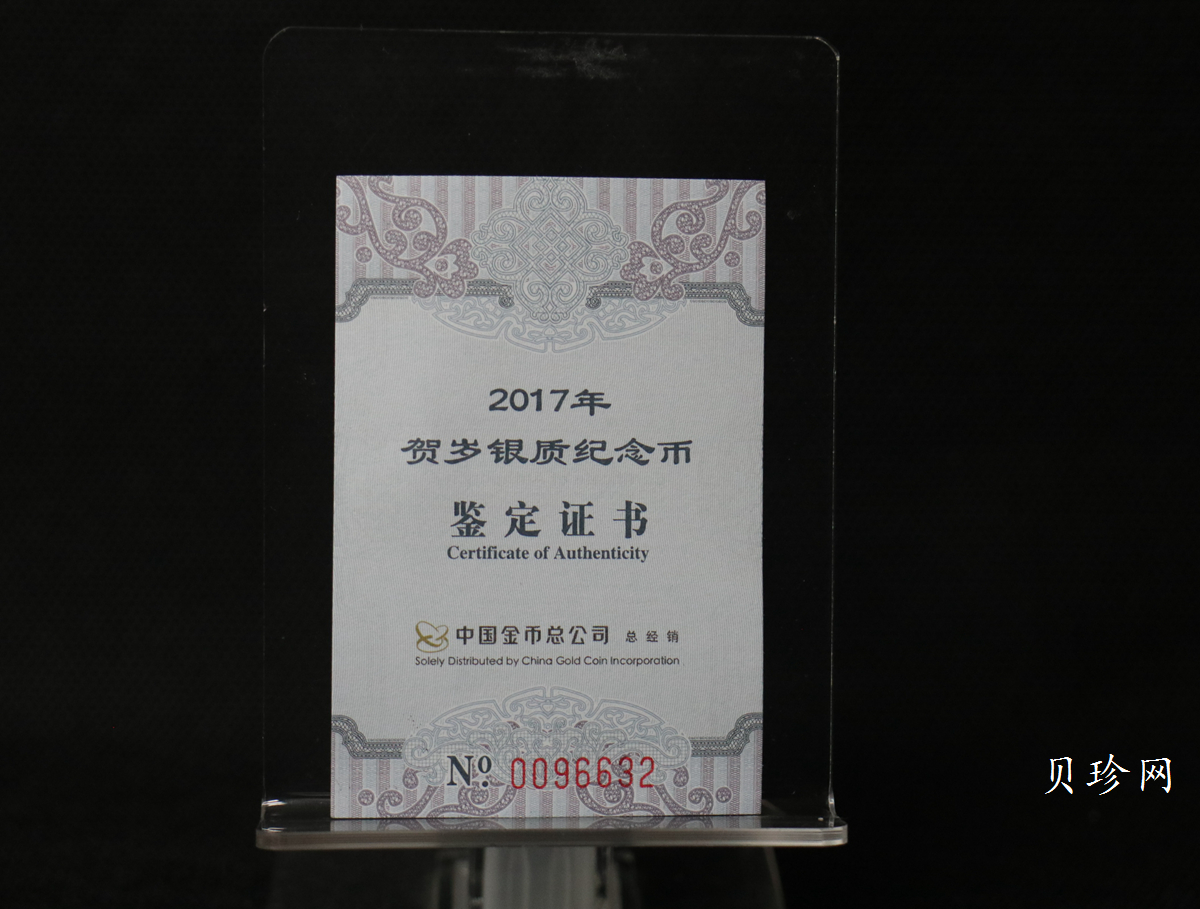 2017年
贺岁银质纪念币
鉴定证书
Certificate of Authenticity
中国金币总公司 总经销
Solely Distributed by China Gold Coin Incorporation
Nº. 0096632
贝珍网